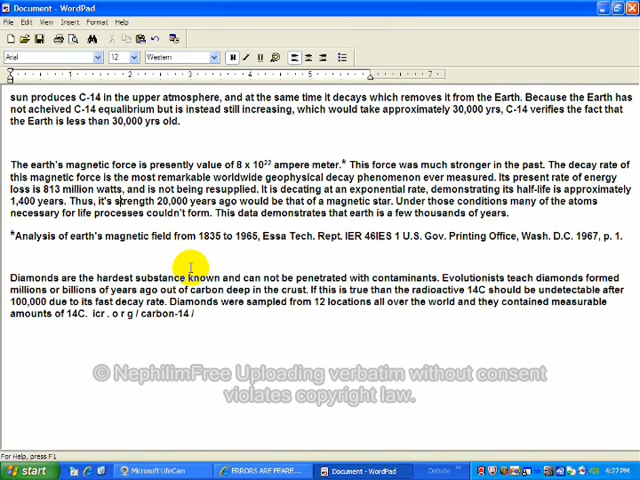 Document - WordPad
File Edit View Insert Format Help
Arial 12 Western
1 2 3 4 5 6 7
sun produces C-14 in the upper atmosphere, and at the same time it decays which removes it from the Earth. Because the Earth has
not acheived C-14 equalibrium but is instead still increasing, which would take approximately 30,000 yrs, C-14 verifies the fact that
the Earth is less than 30,000 yrs old.
The earth's magnetic force is presently value of 8 x 10²² ampere meter.* This force was much stronger in the past. The decay rate of
this magnetic force is the most remarkable worldwide geophysical decay phenomenon ever measured. Its present rate of energy
loss is 813 million watts, and is not being resupplied. It is decating at an exponential rate, demonstrating its half-life is approximately
1,400 years. Thus, it's strength 20,000 years ago would be that of a magnetic star. Under those conditions many of the atoms
necessary for life processes couldn't form. This data demonstrates that earth is a few thousands of years.
*Analysis of earth's magnetic field from 1835 to 1965, Essa Tech. Rept. IER 46IES 1 U.S. Gov. Printing Office, Wash. D.C. 1967, p. 1.
Diamonds are the hardest substance known and can not be penetrated with contaminants. Evolutionists teach diamonds formed
millions or billions of years ago out of carbon deep in the crust. If this is true than the radioactive 14C should be undetectable after
100,000 due to its fast decay rate. Diamonds were sampled from 12 locations all over the world and they contained measurable
amounts of 14C. icr . o r g / carbon-14 /
© NephilimFree Uploading verbatim without consent
violates copyright law.
For Help, press F1
start Microsoft LifeCam ERRORS ARE FEARE... Document - WordPad Debate 4:27 PM